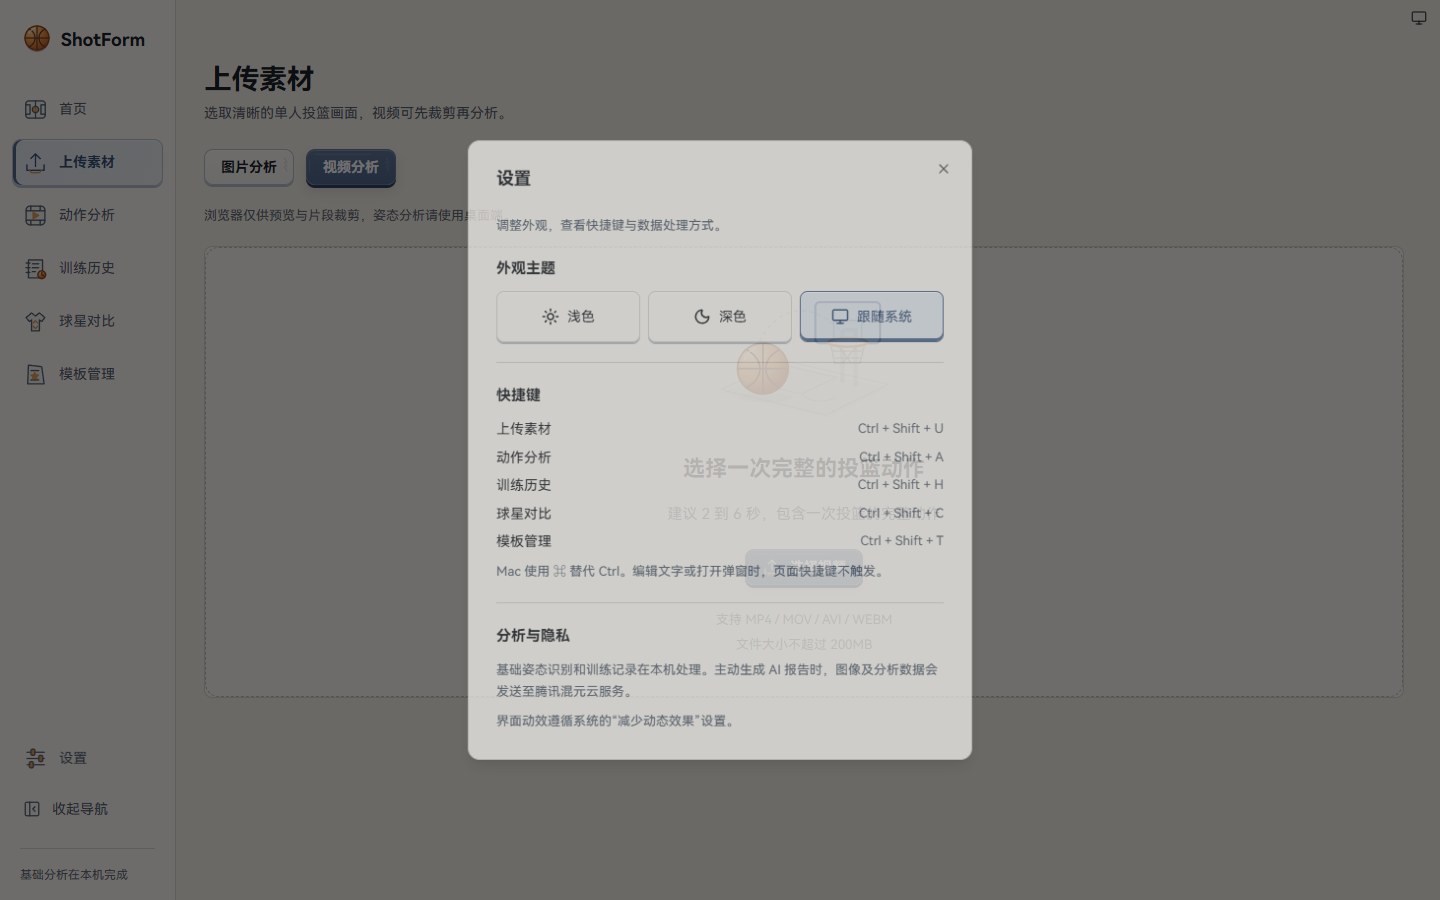 ShotForm
首页
上传素材
动作分析
训练历史
球星对比
模板管理
设置
收起导航
基础分析在本机完成
上传素材
选取清晰的单人投篮画面，视频可先裁剪再分析。
图片分析
视频分析
浏览器仅供预览与片段裁剪，姿态分析请使用桌面端
设置
调整外观，查看快捷键与数据处理方式。
外观主题
浅色
深色
跟随系统
快捷键
上传素材 Ctrl + Shift + U
动作分析 Ctrl + Shift + A
训练历史 Ctrl + Shift + H
球星对比 Ctrl + Shift + C
模板管理 Ctrl + Shift + T
Mac 使用 ⌘ 替代 Ctrl。编辑文字或打开弹窗时，页面快捷键不触发。
分析与隐私
基础姿态识别和训练记录在本机处理。主动生成 AI 报告时，图像及分析数据会
发送至腾讯混元云服务。
界面动效遵循系统的“减少动态效果”设置。
选择一次完整的投篮动作
建议 2 到 6 秒，包含一次投篮
支持 MP4 / MOV / AVI / WEBM
文件大小不超过 200MB